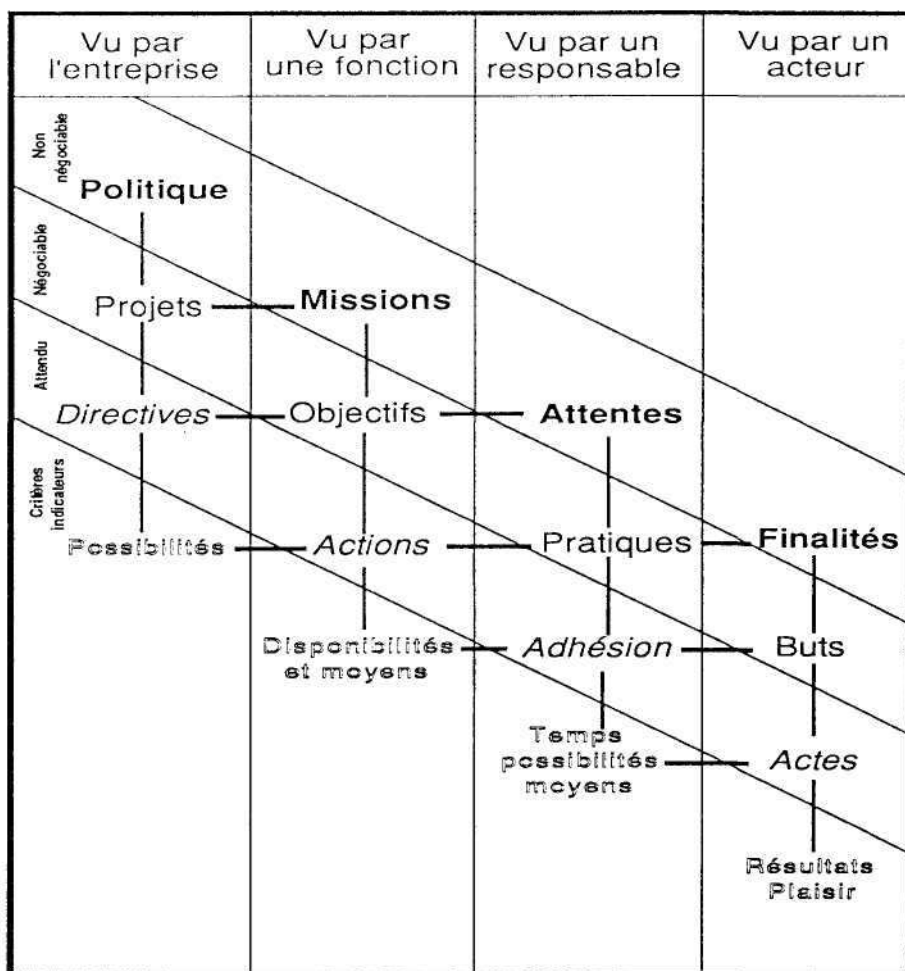 Vu par
l'entreprise
Vu par
une fonction
Vu par un
responsable
Vu par un
acteur
Non
négociable
Négociable
Attendu
Critères
indicateurs
Politique
Projets
Missions
Directives
Objectifs
Attentes
Possibilités
Actions
Pratiques
Finalités
Disponibilités
et moyens
Adhésion
Buts
Temps
possibilités
moyens
Actes
Résultats
Plaisir